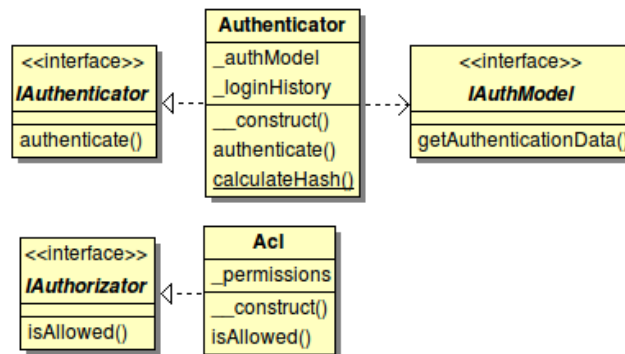 <<interface>>
IAuthenticator
authenticate()
Authenticator
_authModel
_loginHistory
__construct()
authenticate()
calculateHash()
<<interface>>
IAuthModel
getAuthenticationData()
<<interface>>
IAuthorizator
isAllowed()
Acl
_permissions
__construct()
isAllowed()